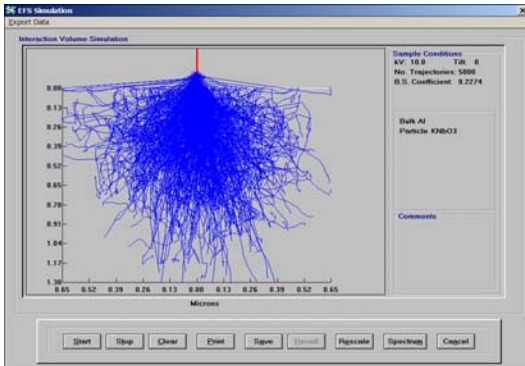 EFS Simulation
Export Data
Interaction Volume Simulation
Sample Conditions
kV: 10.0 Tilt: 0
No. Trajectories: 5000
B.S. Coefficient: 0.2274
Bulk Al
Particle KNbO3
Comments
0.00
0.13
0.26
0.39
0.52
0.65
0.78
0.91
1.04
1.17
1.30
0.65 0.52 0.39 0.26 0.13 0.00 0.13 0.26 0.39 0.52 0.65
Microns
Start Stop Clear Print Save Recall Rescale Spectrum Cancel